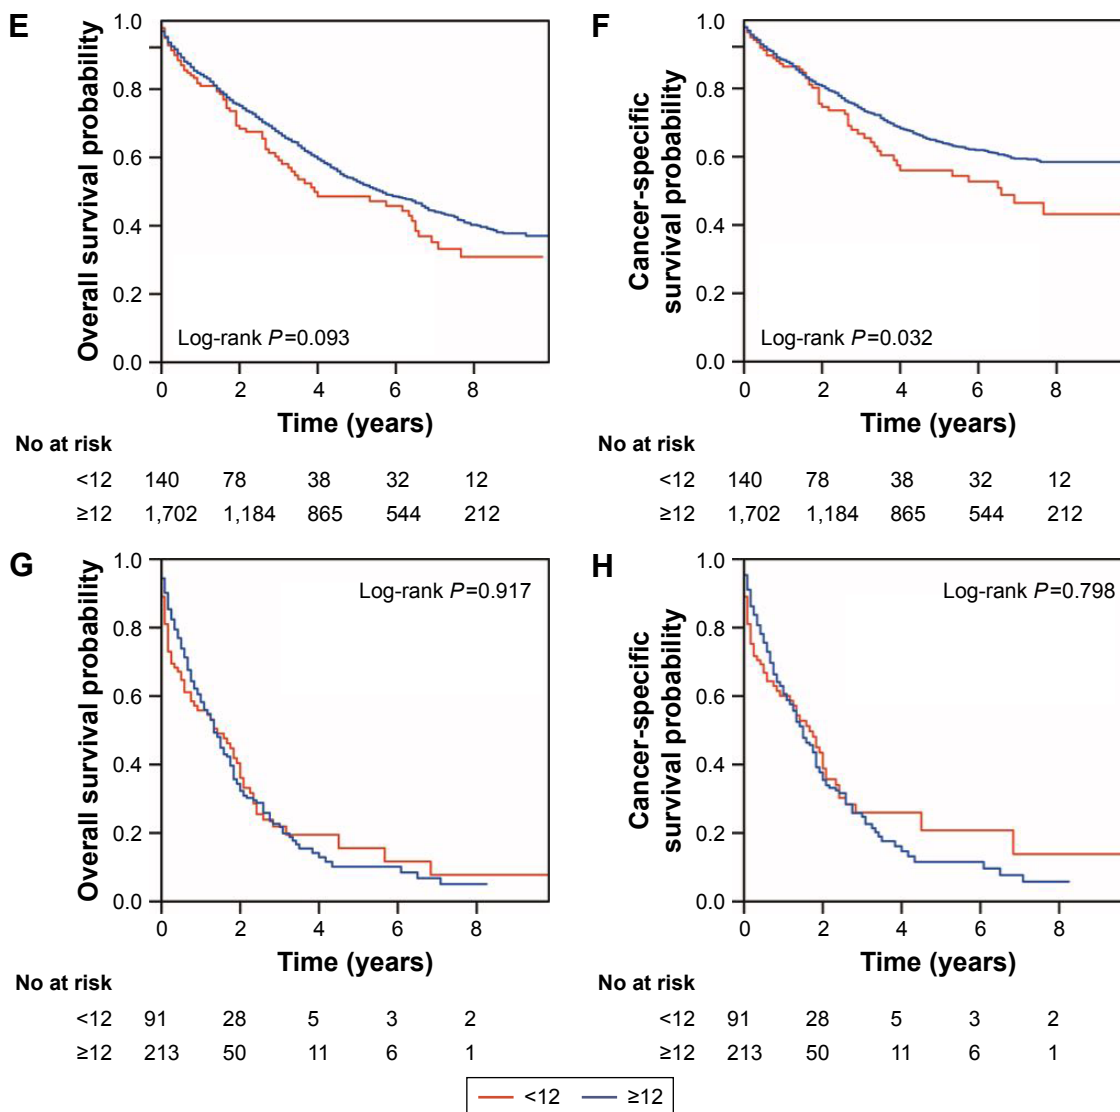 E
Overall survival probability
1.0
0.8
0.6
0.4
0.2
0.0
Log-rank P=0.093
0 2 4 6 8
Time (years)
No at risk
<12 140 78 38 32 12
≥12 1,702 1,184 865 544 212
F
Cancer-specific
survival probability
1.0
0.8
0.6
0.4
0.2
0.0
Log-rank P=0.032
0 2 4 6 8
Time (years)
No at risk
<12 140 78 38 32 12
≥12 1,702 1,184 865 544 212
G
Overall survival probability
1.0
0.8
0.6
0.4
0.2
0.0
Log-rank P=0.917
0 2 4 6 8
Time (years)
No at risk
<12 91 28 5 3 2
≥12 213 50 11 6 1
H
Cancer-specific
survival probability
1.0
0.8
0.6
0.4
0.2
0.0
Log-rank P=0.798
0 2 4 6 8
Time (years)
No at risk
<12 91 28 5 3 2
≥12 213 50 11 6 1
<12 ≥12